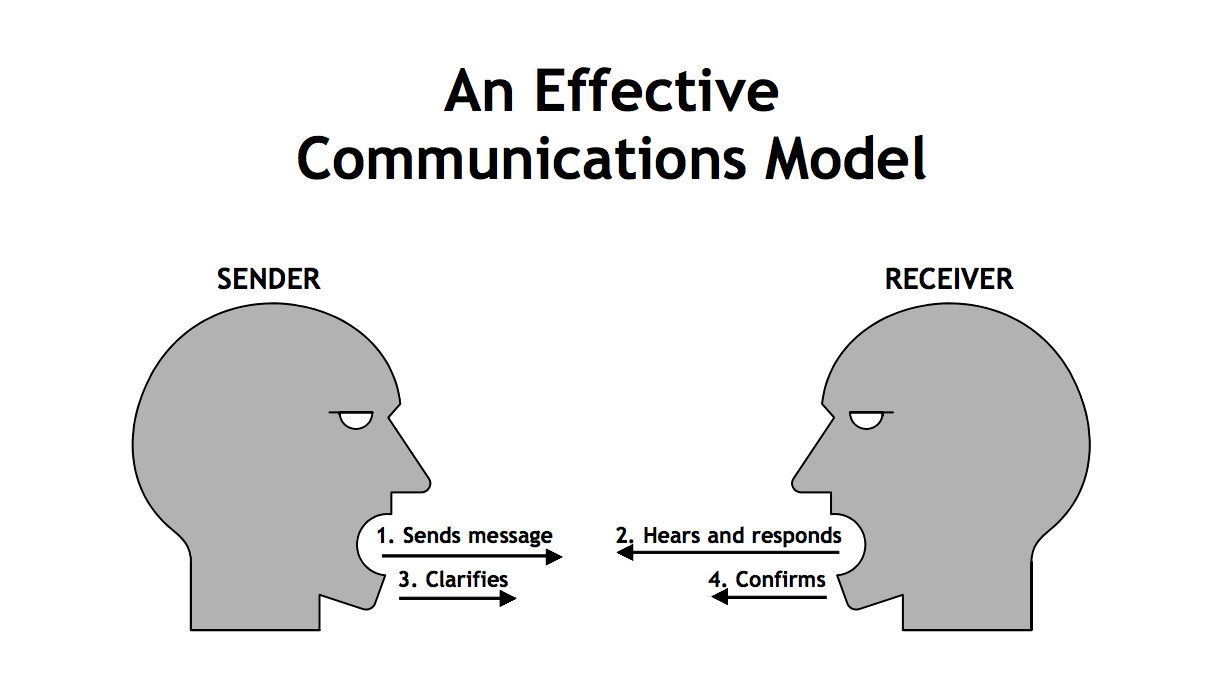 An Effective
Communications Model
SENDER
RECEIVER
1. Sends message
2. Hears and responds
3. Clarifies
4. Confirms